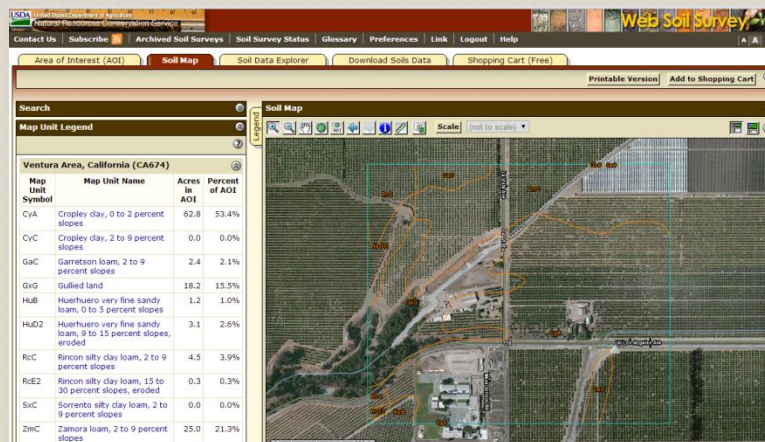 USDA United States Department of Agriculture
Natural Resources Conservation Service
Web Soil Survey
Contact Us | Subscribe | Archived Soil Surveys | Soil Survey Status | Glossary | Preferences | Link | Logout | Help
A A
Area of Interest (AOI) Soil Map Soil Data Explorer Download Soils Data Shopping Cart (Free)
Printable Version Add to Shopping Cart
Search
Map Unit Legend
Ventura Area, California (CA674)
Map Unit Symbol Map Unit Name Acres in AOI Percent of AOI
CyA Cropley clay, 0 to 2 percent slopes 62.8 53.4%
CyC Cropley clay, 2 to 9 percent slopes 0.0 0.0%
GaC Garretson loam, 2 to 9 percent slopes 2.4 2.1%
GxG Gullied land 18.2 15.5%
HuB Huerhuero very fine sandy loam, 0 to 5 percent slopes 1.2 1.0%
HuD2 Huerhuero very fine sandy loam, 9 to 15 percent slopes, eroded 3.1 2.6%
RcC Rincon silty clay loam, 2 to 9 percent slopes 4.5 3.9%
RcE2 Rincon silty clay loam, 15 to 30 percent slopes, eroded 0.3 0.3%
SxC Sorrento silty clay loam, 2 to 9 percent slopes 0.0 0.0%
ZmC Zamora loam, 2 to 9 percent slopes 25.0 21.3%
Legend
Soil Map
Scale (not to scale)
HuD2